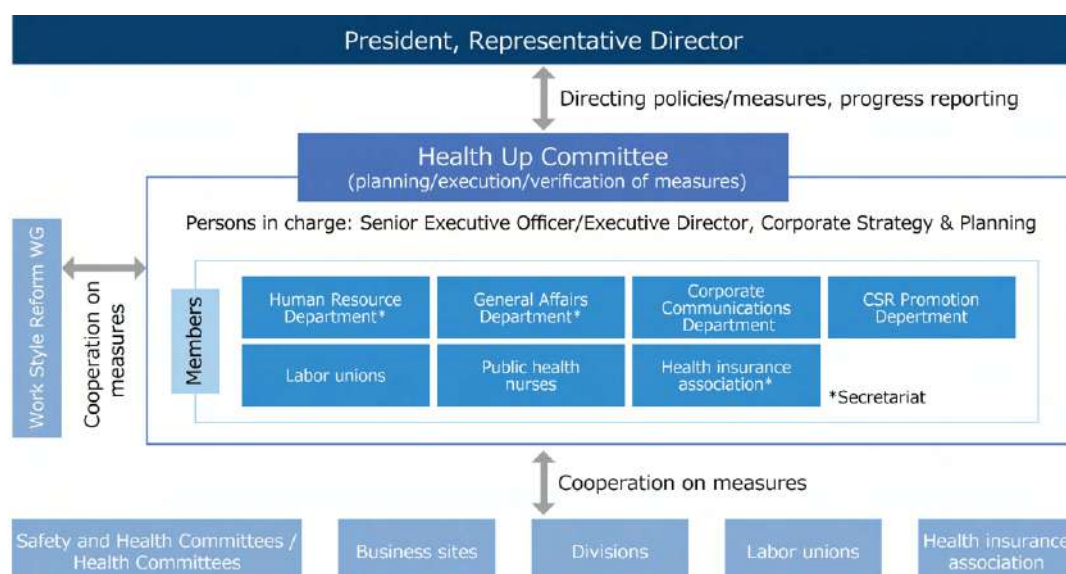 President, Representative Director
Directing policies/measures, progress reporting
Health Up Committee
(planning/execution/verification of measures)
Persons in charge: Senior Executive Officer/Executive Director, Corporate Strategy & Planning
Work Style Reform WG
Cooperation on
measures
Members
Human Resource
Department*
General Affairs
Department*
Corporate
Communications
Department
CSR Promotion
Depertment
Labor unions
Public health
nurses
Health insurance
association*
*Secretariat
Cooperation on measures
Safety and Health Committees /
Health Committees
Business sites
Divisions
Labor unions
Health insurance
association